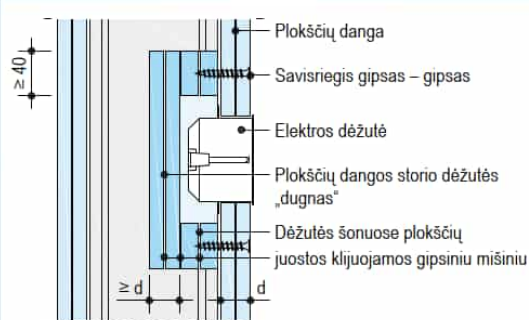 Plokščių danga
≥ 40
Savisriegis gipsas – gipsas
Elektros dėžutė
Plokščių dangos storio dėžutės
„dugnas“
Dėžutės šonuose plokščių
juostos klijuojamos gipsiniu mišiniu
≥ d
d